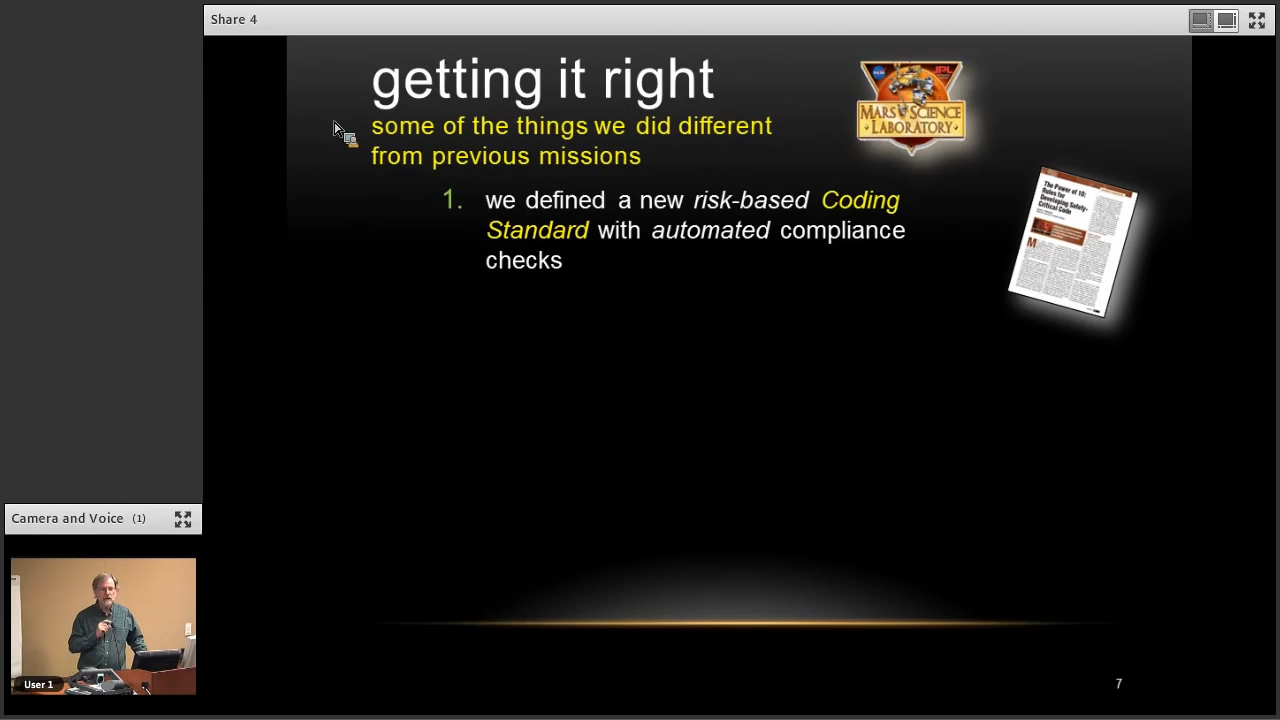 Share 4
getting it right
some of the things we did different
from previous missions
NASA
JPL
MARS SCIENCE
LABORATORY
1. we defined a new risk-based Coding
Standard with automated compliance
checks
The Power of 10:
Rules for
Developing Safety-
Critical Code
Camera and Voice (1)
User 1
7